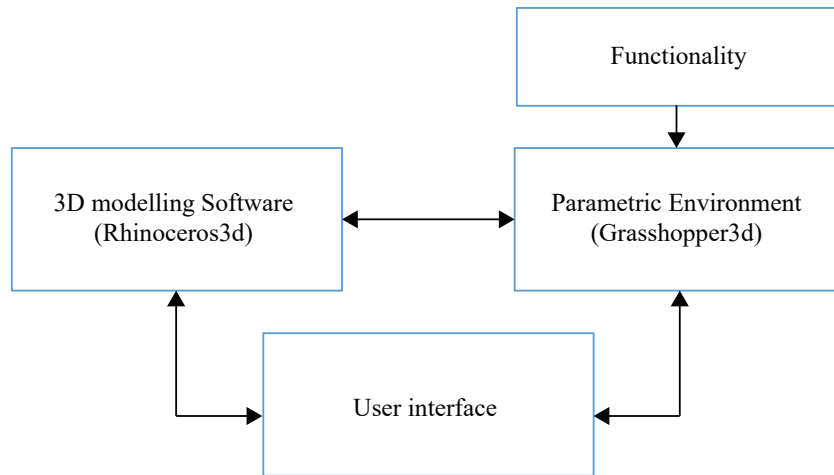 Functionality
3D modelling Software
(Rhinoceros3d)
Parametric Environment
(Grasshopper3d)
User interface